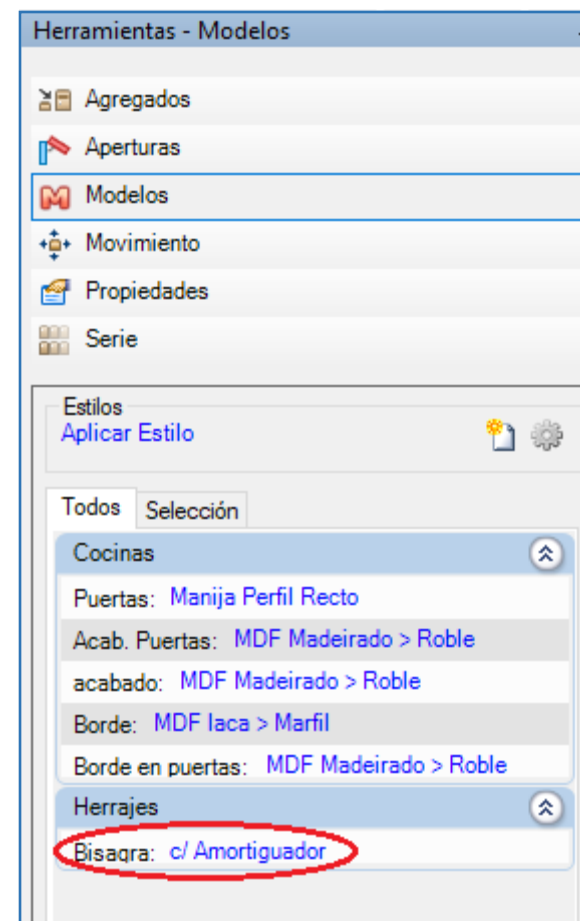 Herramientas - Modelos
Agregados
Aperturas
Modelos
Movimiento
Propiedades
Serie
Estilos
Aplicar Estilo
Todos Selección
Cocinas
Puertas: Manija Perfil Recto
Acab. Puertas: MDF Madeirado > Roble
acabado: MDF Madeirado > Roble
Borde: MDF laca > Marfil
Borde en puertas: MDF Madeirado > Roble
Herrajes
Bisagra: c/ Amortiguador